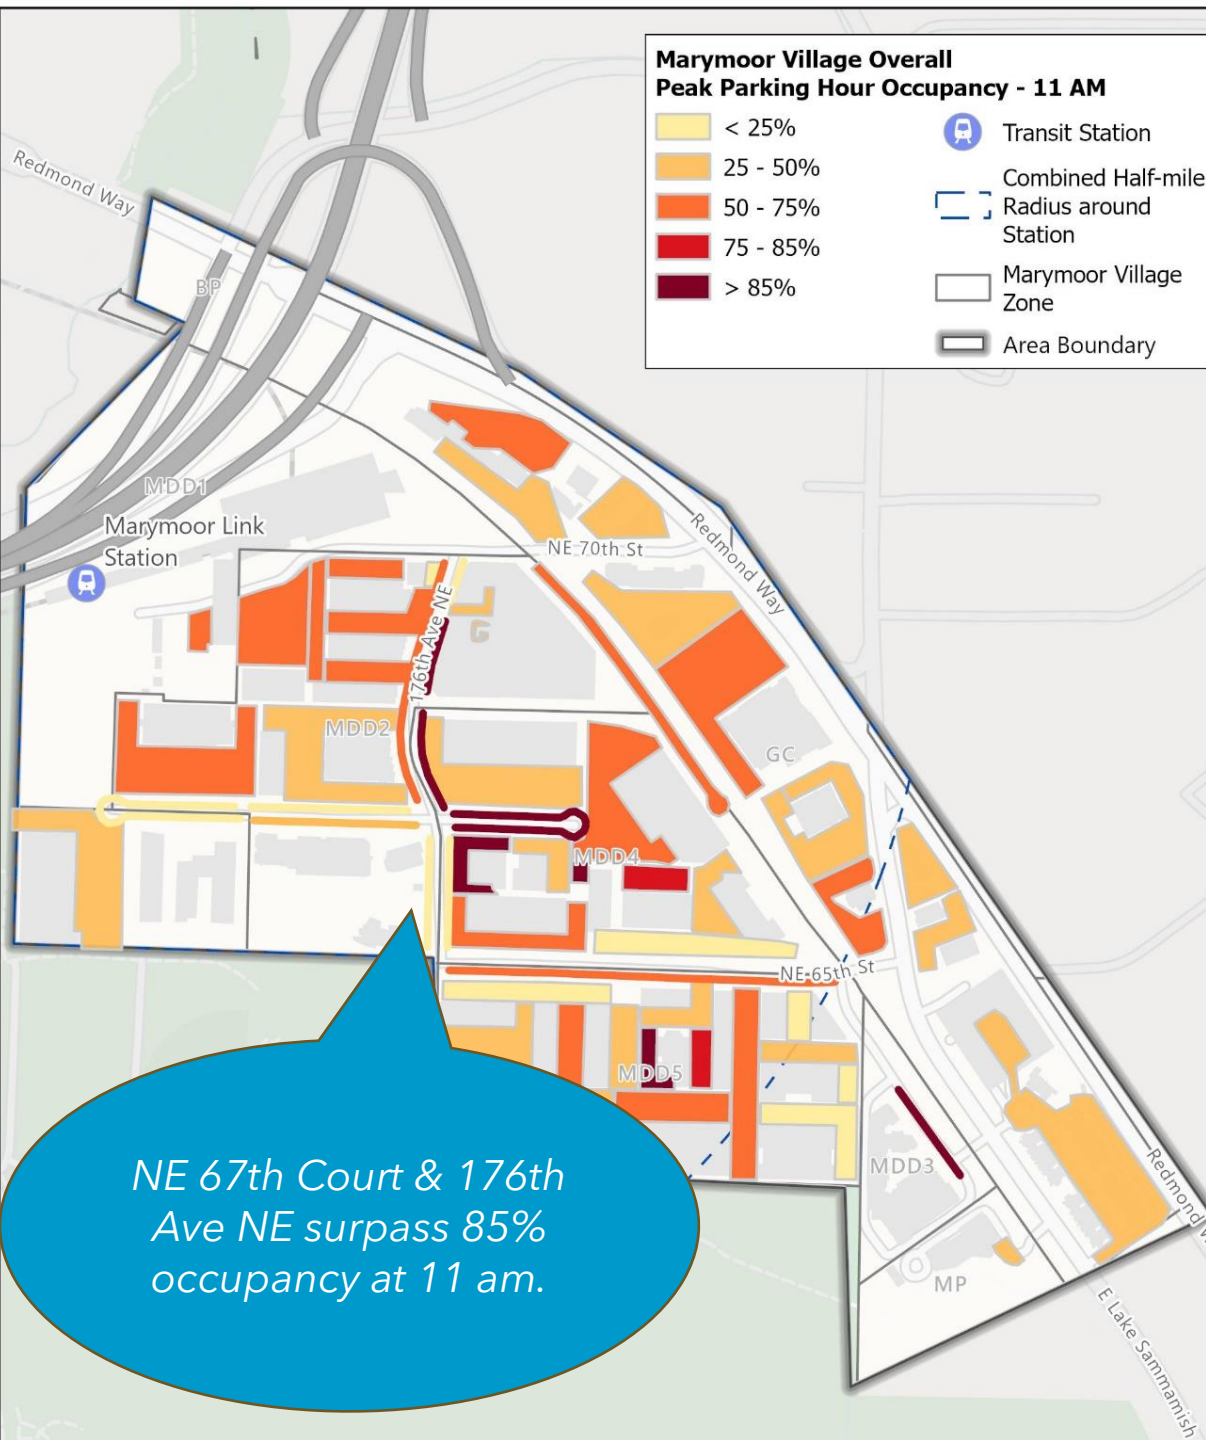 Marymoor Village Overall
Peak Parking Hour Occupancy - 11 AM
< 25%
25 - 50%
50 - 75%
75 - 85%
> 85%
Transit Station
Combined Half-mile
Radius around
Station
Marymoor Village
Zone
Area Boundary
Redmond Way
BP
MDD1
Marymoor Link
Station
NE 70th St
Redmond Way
176th Ave NE
G
MDD2
GC
MDD4
NE 65th St
MDD5
MDD3
Redmond W
MP
E Lake Sammamish
NE 67th Court & 176th
Ave NE surpass 85%
occupancy at 11 am.